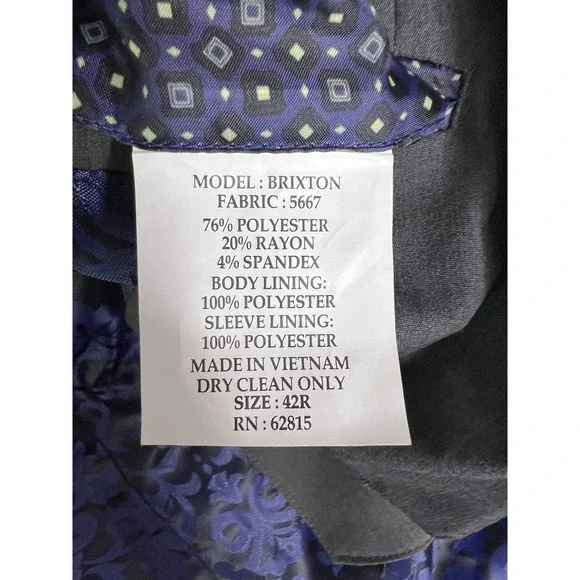 MODEL : BRIXTON
FABRIC : 5667
76% POLYESTER
20% RAYON
4% SPANDEX
BODY LINING:
100% POLYESTER
SLEEVE LINING:
100% POLYESTER
MADE IN VIETNAM
DRY CLEAN ONLY
SIZE : 42R
RN : 62815